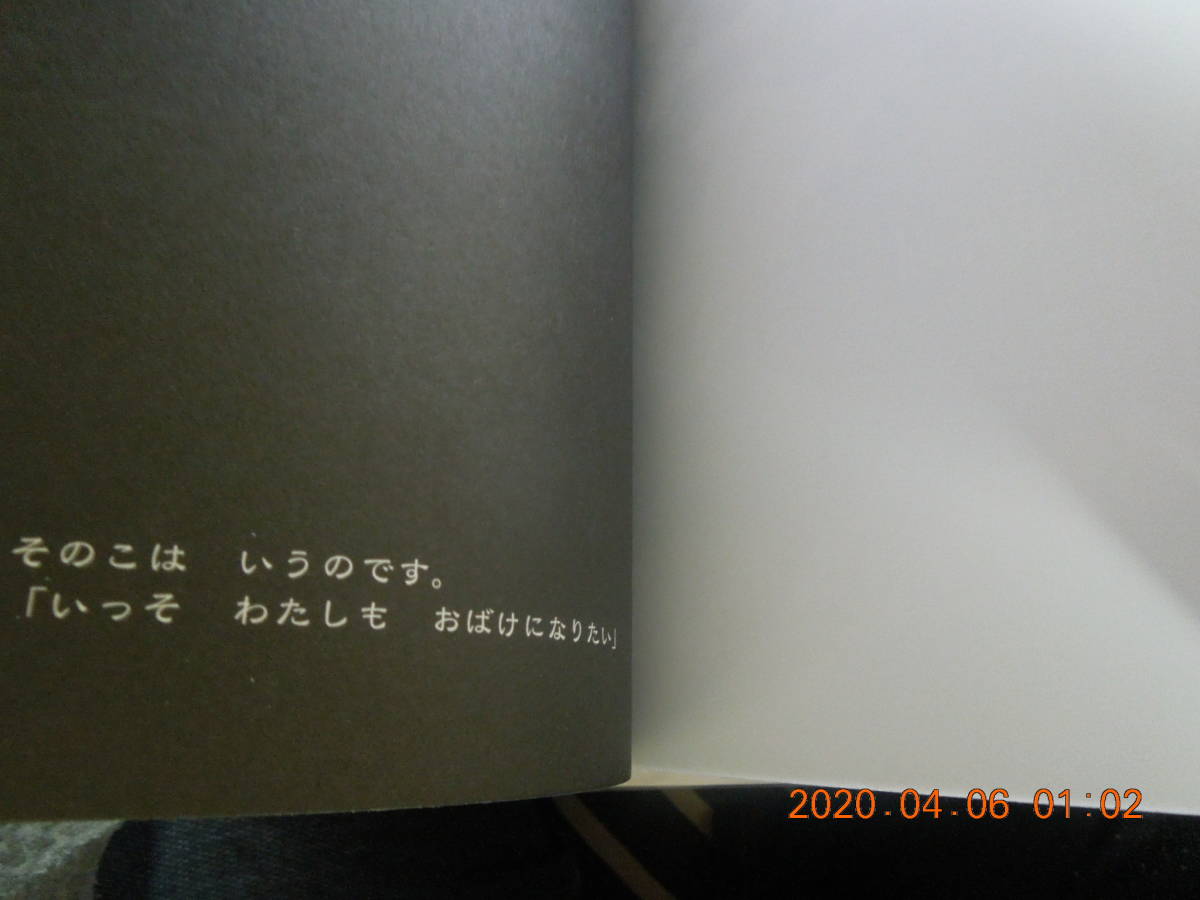 そのこは　いうのです。
「いっそ　わたしも　おばけになりたい」
2020.04.06 01:02